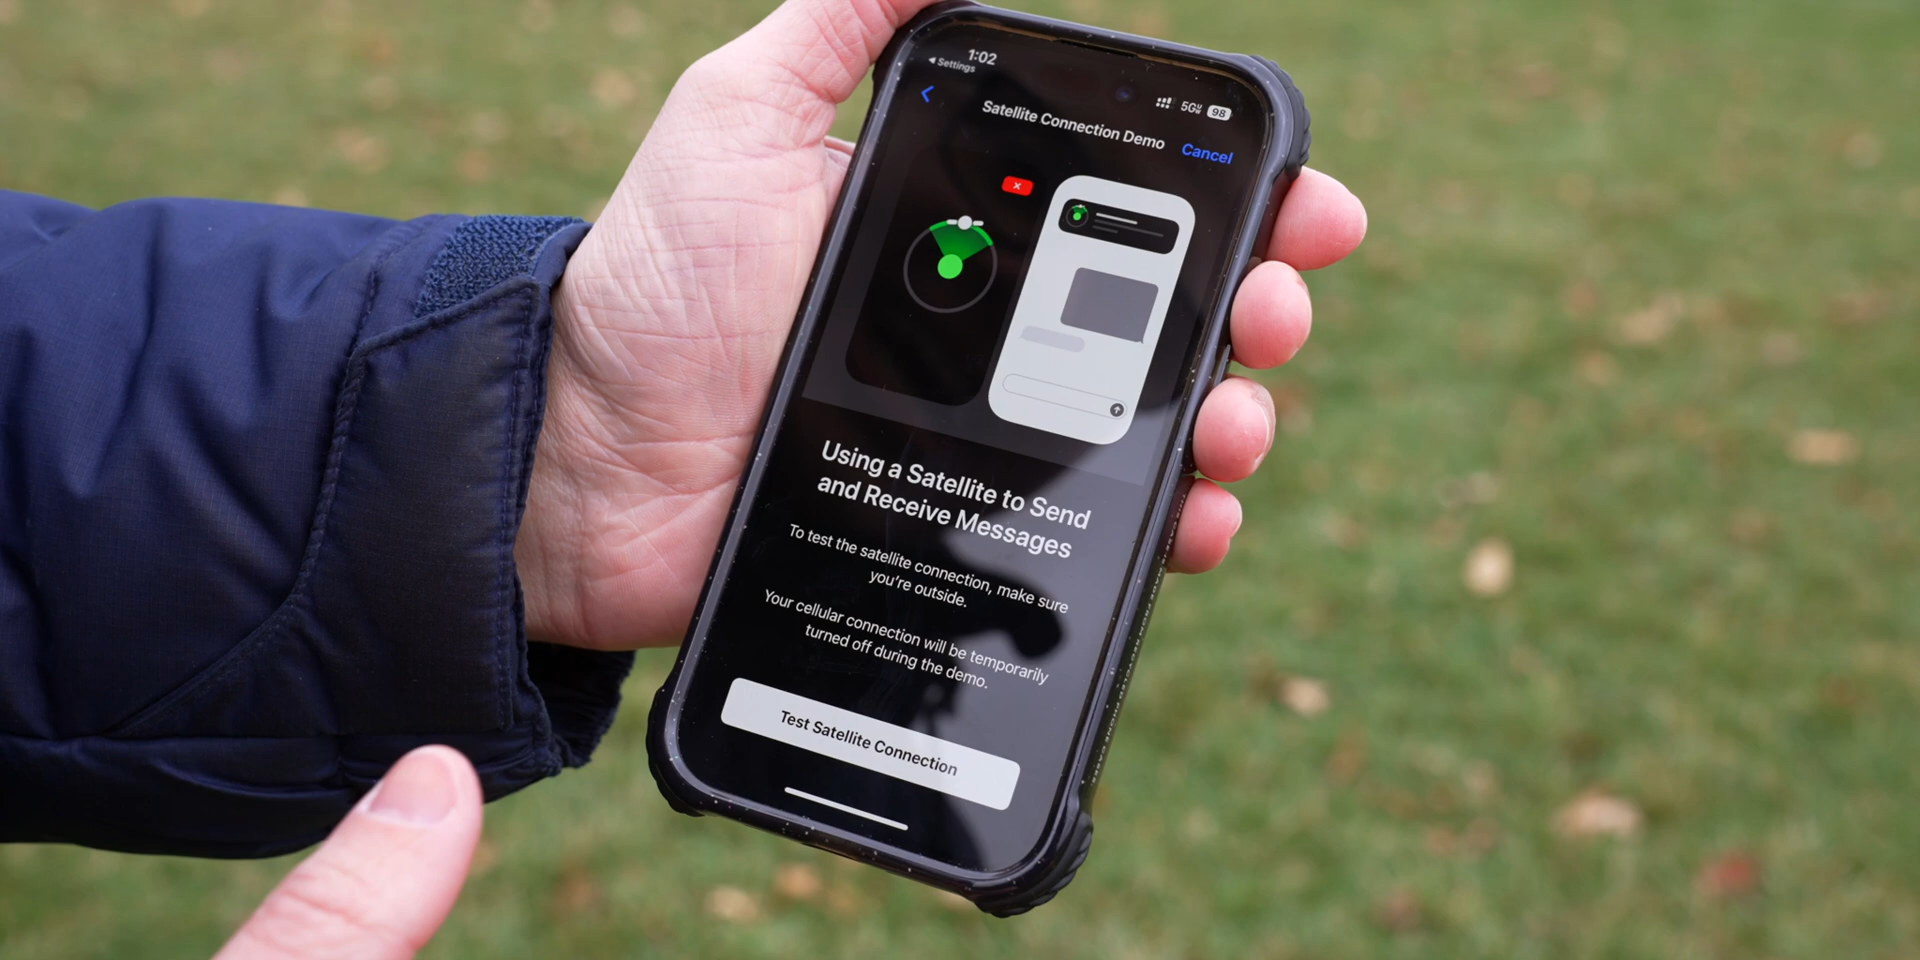 1:02
Settings
5GUW 98
Satellite Connection Demo
Cancel
Using a Satellite to Send
and Receive Messages
To test the satellite connection, make sure
you're outside.
Your cellular connection will be temporarily
turned off during the demo.
Test Satellite Connection